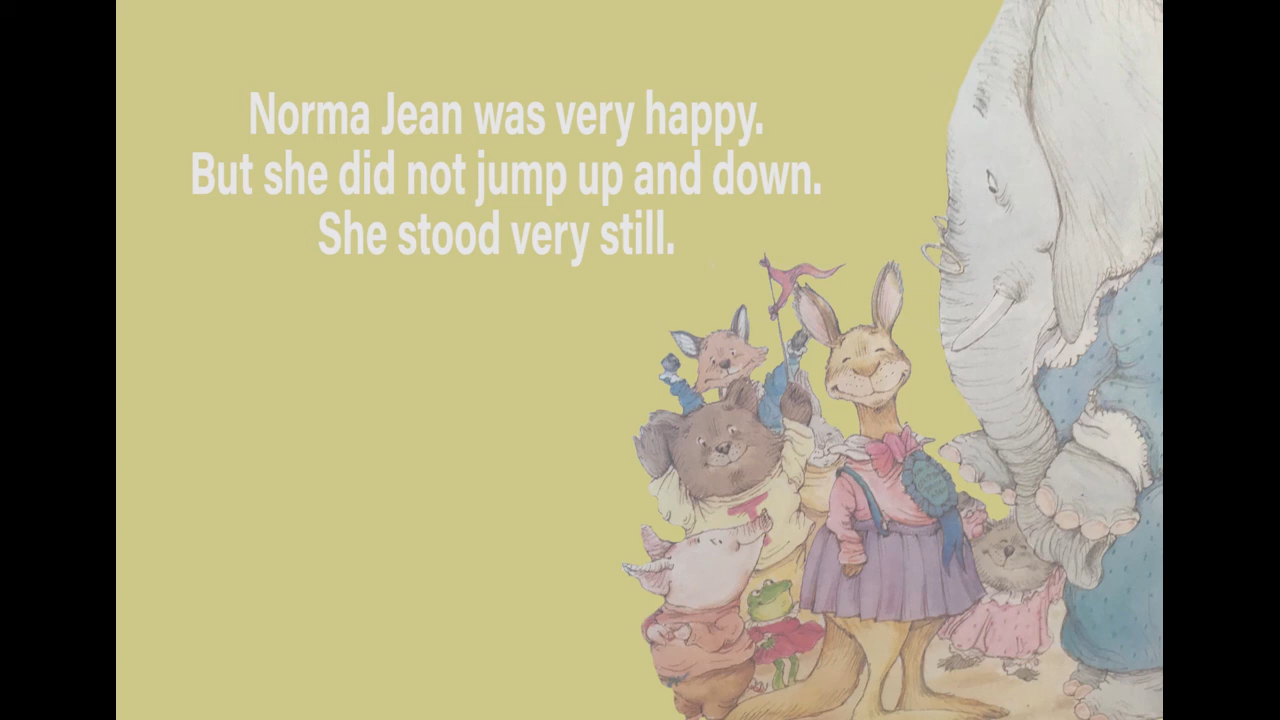 Norma Jean was very happy.
But she did not jump up and down.
She stood very still.
T